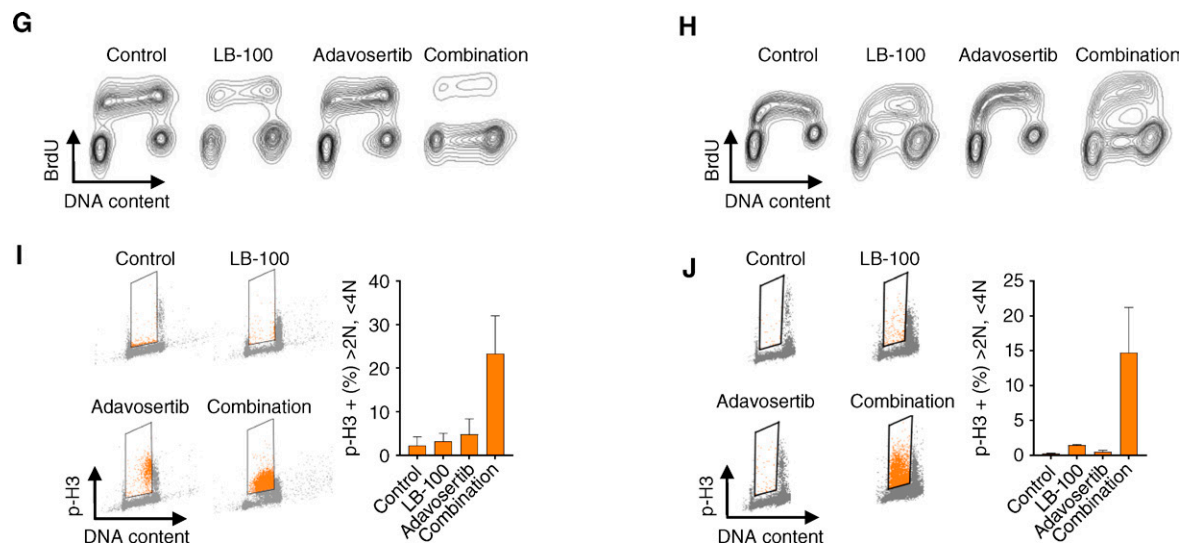 G
Control LB-100 Adavosertib Combination
BrdU
DNA content
H
Control LB-100 Adavosertib Combination
BrdU
DNA content
I
Control LB-100
Adavosertib Combination
p-H3
DNA content
p-H3 + (%) >2N, <4N
40
30
20
10
0
Control
LB-100
Adavosertib
Combination
J
Control LB-100
Adavosertib Combination
p-H3
DNA content
p-H3 + (%) >2N, <4N
25
20
15
10
5
0
Control
LB-100
Adavosertib
Combination